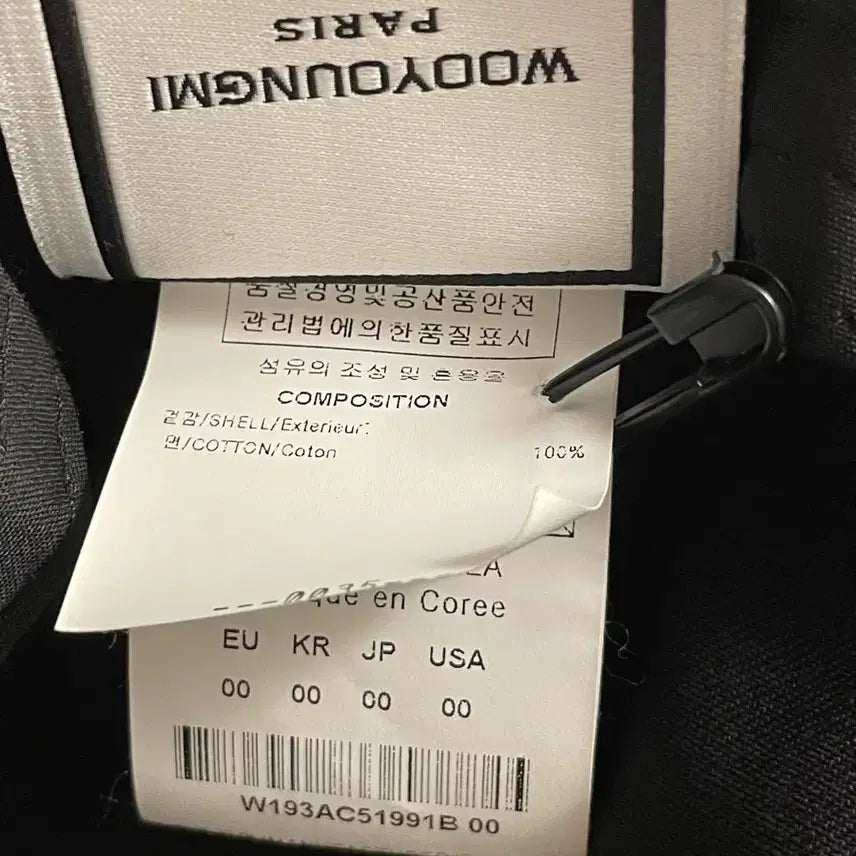 WOOYOUNGMI
PARIS
품질경영및공산품안전
관리법에의한품질표시
섬유의 조성 및 혼용율
COMPOSITION
겉감/SHELL/Exterieur:
면/COTTON/Coton 100%
en Coree
EU KR JP USA
00 00 00 00
W193AC51991B 00